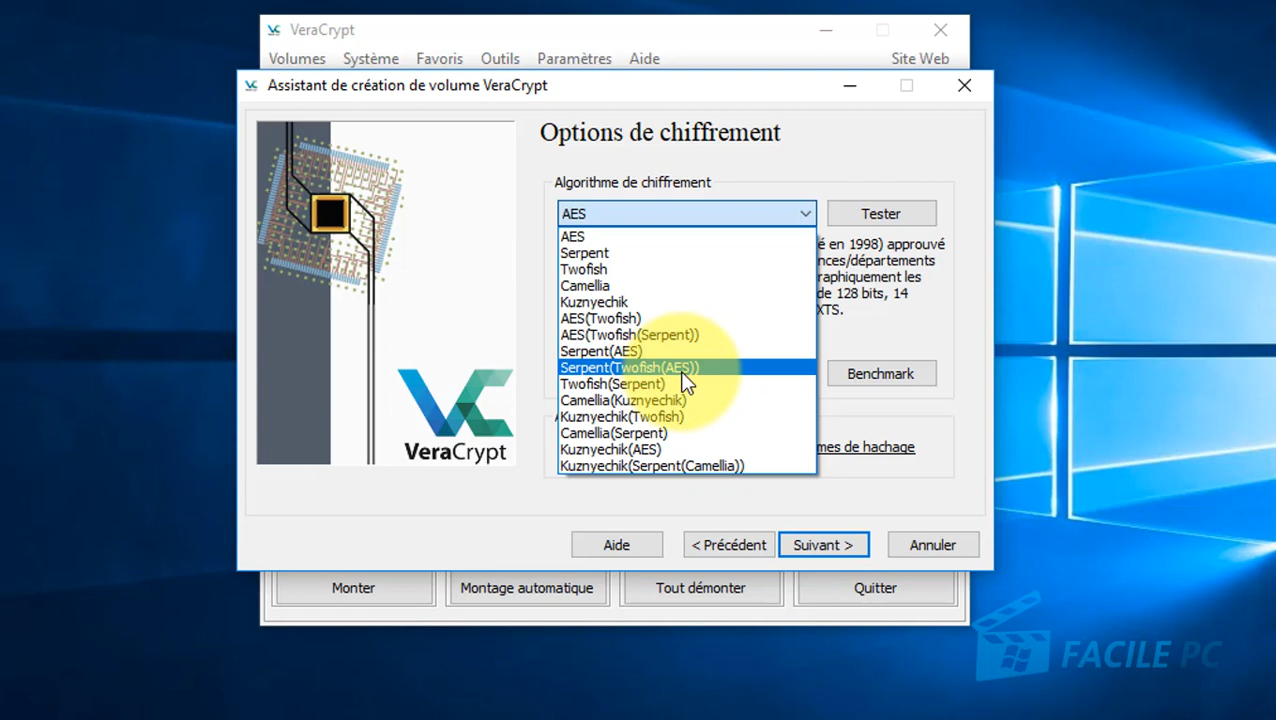 VeraCrypt
Volumes Système Favoris Outils Paramètres Aide Site Web
Assistant de création de volume VeraCrypt
Options de chiffrement
Algorithme de chiffrement
AES
Tester
AES
Serpent
Twofish
Camellia
Kuznyechik
AES(Twofish)
AES(Twofish(Serpent))
Serpent(AES)
Serpent(Twofish(AES))
Twofish(Serpent)
Camellia(Kuznyechik)
Kuznyechik(Twofish)
Camellia(Serpent)
Kuznyechik(AES)
Kuznyechik(Serpent(Camellia))
é en 1998) approuvé
nces/départements
raphiquement les
de 128 bits, 14
XTS.
Benchmark
mes de hachage
VeraCrypt
Aide < Précédent Suivant > Annuler
Monter Montage automatique Tout démonter Quitter
FACILE PC